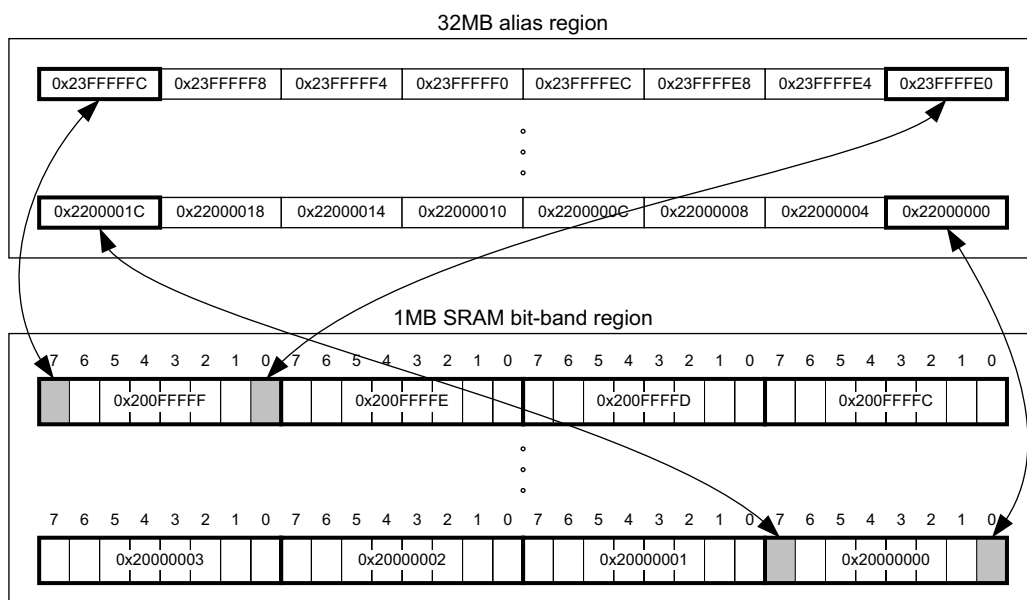 32MB alias region
0x23FFFFFC 0x23FFFFF8 0x23FFFFF4 0x23FFFFF0 0x23FFFFEC 0x23FFFFE8 0x23FFFFE4 0x23FFFFE0
0x2200001C 0x22000018 0x22000014 0x22000010 0x2200000C 0x22000008 0x22000004 0x22000000
1MB SRAM bit-band region
7 6 5 4 3 2 1 0 7 6 5 4 3 2 1 0 7 6 5 4 3 2 1 0 7 6 5 4 3 2 1 0
0x200FFFFF 0x200FFFFE 0x200FFFFD 0x200FFFFC
7 6 5 4 3 2 1 0 7 6 5 4 3 2 1 0 7 6 5 4 3 2 1 0 7 6 5 4 3 2 1 0
0x20000003 0x20000002 0x20000001 0x20000000